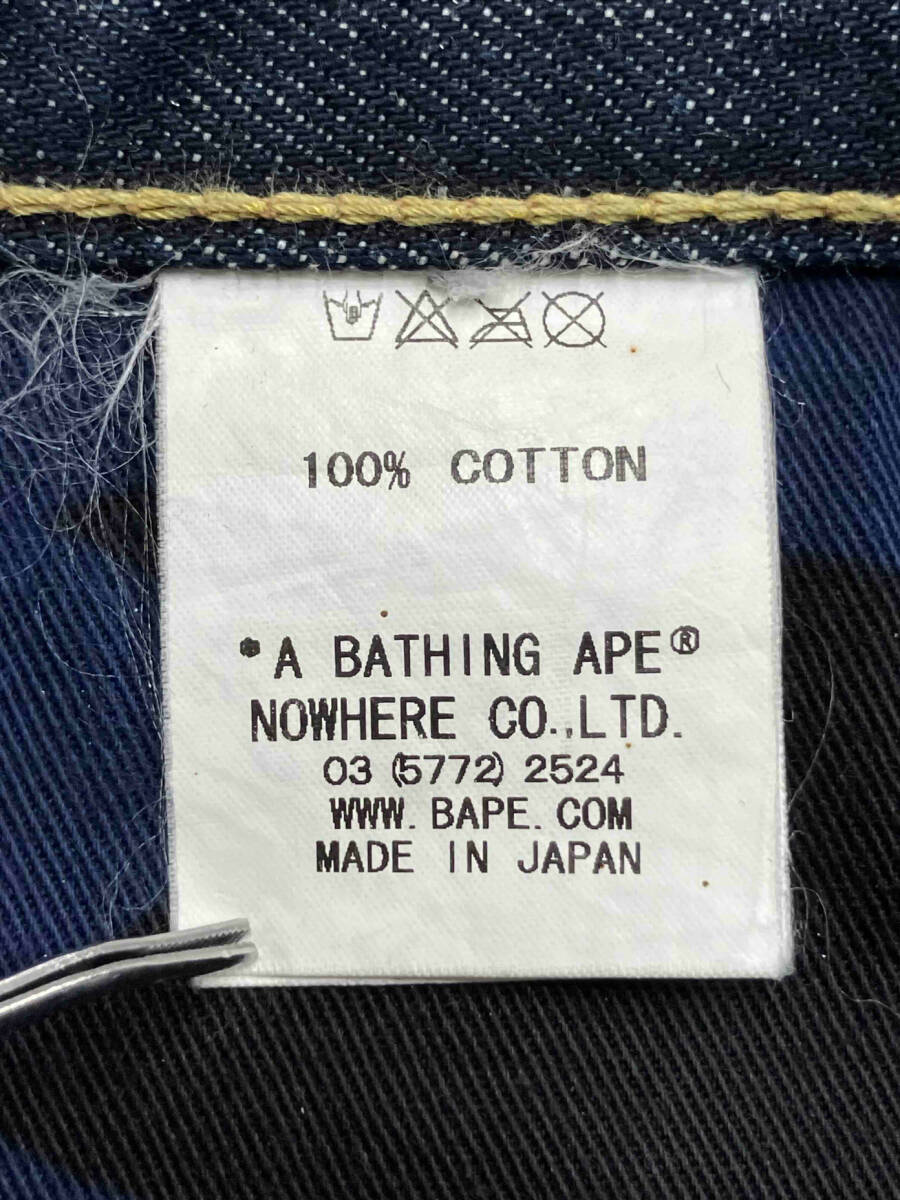 100% COTTON
*A BATHING APE®
NOWHERE CO.,LTD.
03 (5772) 2524
WWW. BAPE. COM
MADE IN JAPAN